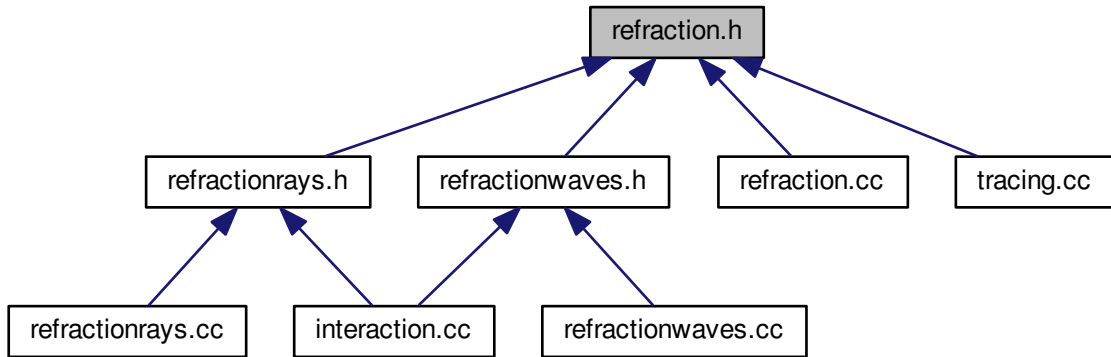 refraction.h
refractionrays.h
refractionwaves.h
refraction.cc
tracing.cc
refractionrays.cc
interaction.cc
refractionwaves.cc